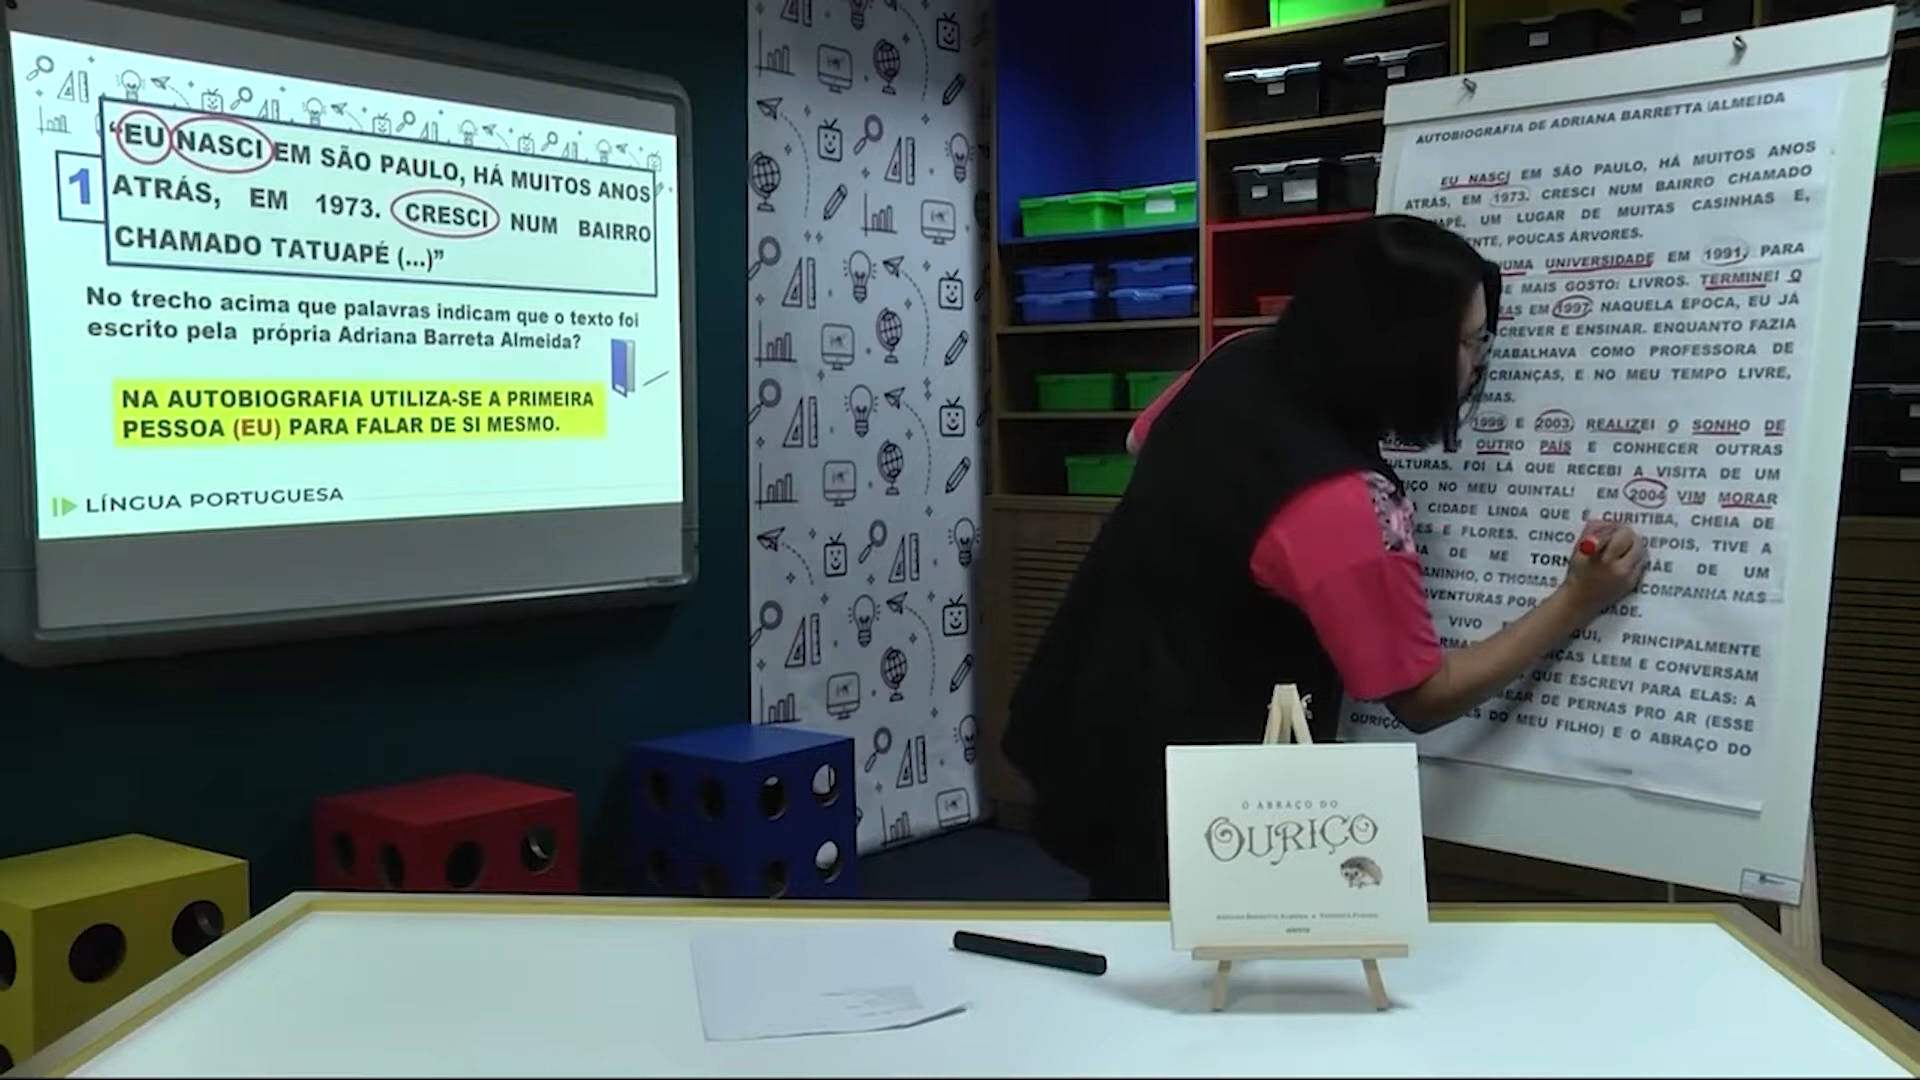 “EU NASCI EM SÃO PAULO, HÁ MUITOS ANOS
1 ATRÁS, EM 1973. CRESCI NUM BAIRRO
CHAMADO TATUAPÉ (...)”
No trecho acima que palavras indicam que o texto foi
escrito pela própria Adriana Barreta Almeida?
NA AUTOBIOGRAFIA UTILIZA-SE A PRIMEIRA
PESSOA (EU) PARA FALAR DE SI MESMO.
LÍNGUA PORTUGUESA
AUTOBIOGRAFIA DE ADRIANA BARRETTA ALMEIDA
EU NASCI EM SÃO PAULO, HÁ MUITOS ANOS
ATRÁS, EM 1973. CRESCI NUM BAIRRO CHAMADO
UM LUGAR DE MUITAS CASINHAS E,
POUCAS ÁRVORES.
NUMA UNIVERSIDADE EM 1991, PARA
DE MAIS GOSTO: LIVROS. TERMINEI O
EM 1997. NAQUELA ÉPOCA, EU JÁ
E ENSINAR. ENQUANTO FAZIA
COMO PROFESSORA DE
CRIANÇAS, E NO MEU TEMPO LIVRE,
1999 E 2003 REALIZEI O SONHO DE
OUTRO PAÍS E CONHECER OUTRAS
CULTURAS. FOI LÁ QUE RECEBI A VISITA DE UM
NO MEU QUINTAL! EM 2004 VIM MORAR
CIDADE LINDA QUE É CURITIBA, CHEIA DE
E FLORES. CINCO DEPOIS, TIVE A
DE ME MÃE DE UM
O THOMAS, ACOMPANHA NAS
AVENTURAS
VIVO PRINCIPALMENTE
LEEM E CONVERSAM
QUE ESCREVI PARA ELAS: A
DE PERNAS PRO AR (ESSE
DO MEU FILHO) E O ABRAÇO DO
O ABRAÇO DO
OURIÇO